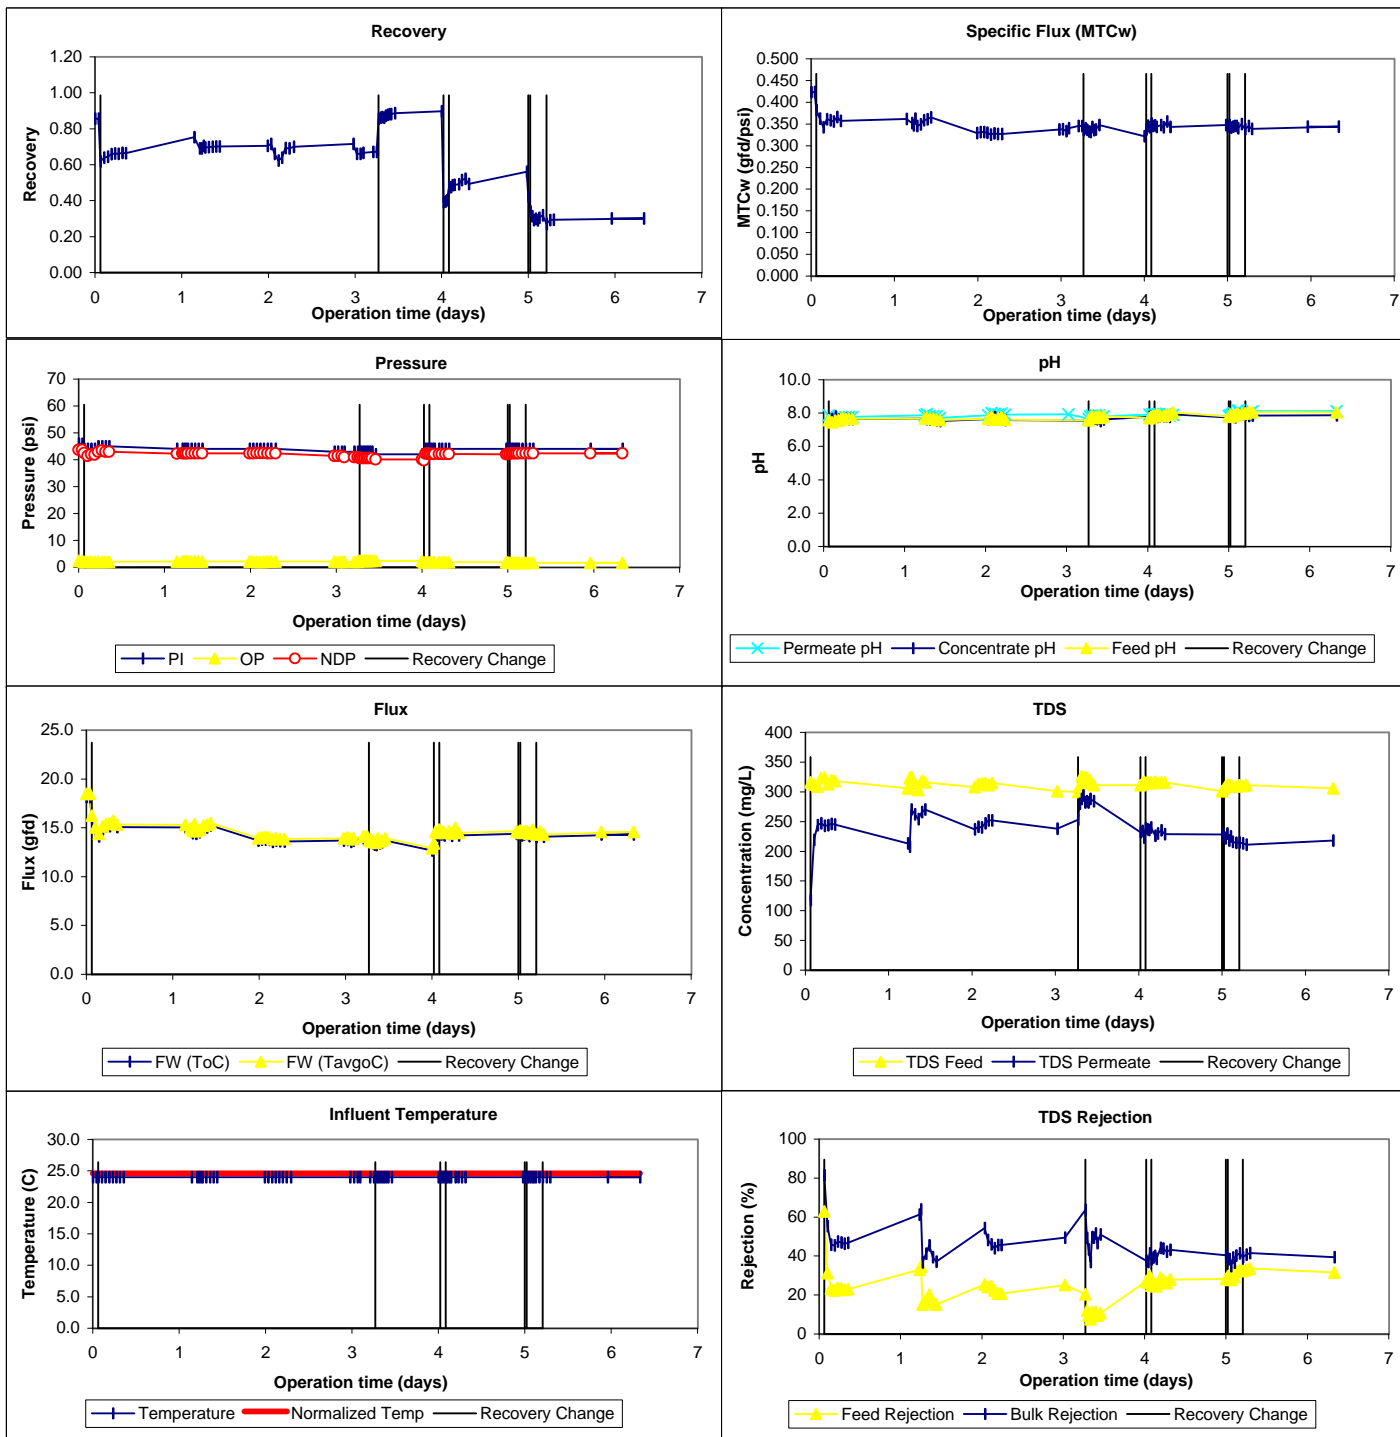 Recovery
1.20
1.00
0.80
0.60
0.40
0.20
0.00
Recovery
0 1 2 3 4 5 6 7
Operation time (days)
Specific Flux (MTCw)
0.500
0.450
0.400
0.350
0.300
0.250
0.200
0.150
0.100
0.050
0.000
MTCw (gfd/psi)
0 1 2 3 4 5 6 7
Operation time (days)
Pressure
70
60
50
40
30
20
10
0
Pressure (psi)
0 1 2 3 4 5 6 7
Operation time (days)
PI OP NDP Recovery Change
pH
10.0
8.0
6.0
4.0
2.0
0.0
pH
0 1 2 3 4 5 6 7
Operation time (days)
Permeate pH Concentrate pH Feed pH Recovery Change
Flux
25.0
20.0
15.0
10.0
5.0
0.0
Flux (gfd)
0 1 2 3 4 5 6 7
Operation time (days)
FW (ToC) FW (TavgoC) Recovery Change
TDS
400
350
300
250
200
150
100
50
0
Concentration (mg/L)
0 1 2 3 4 5 6 7
Operation time (days)
TDS Feed TDS Permeate Recovery Change
Influent Temperature
30.0
25.0
20.0
15.0
10.0
5.0
0.0
Temperature (C)
0 1 2 3 4 5 6 7
Operation time (days)
Temperature Normalized Temp Recovery Change
TDS Rejection
100
80
60
40
20
0
Rejection (%)
0 1 2 3 4 5 6 7
Operation time (days)
Feed Rejection Bulk Rejection Recovery Change